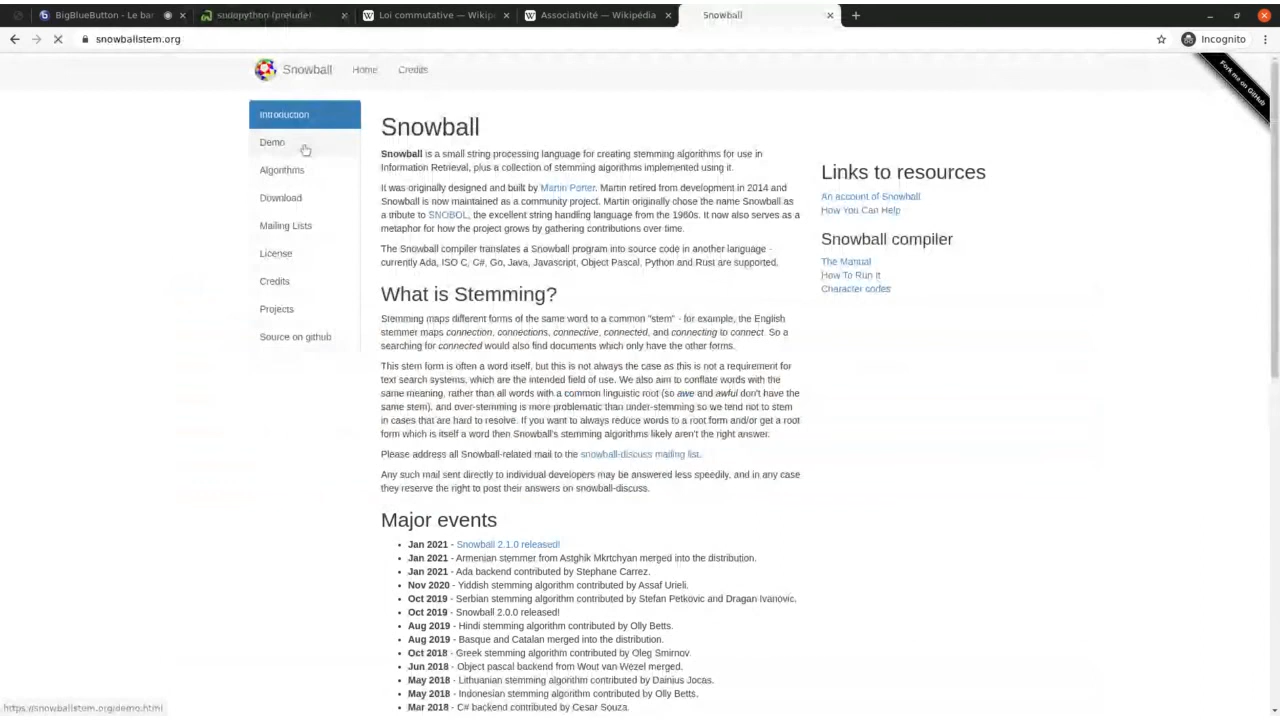 BigBlueButton - Le ba
sudopython (prelude)
Loi commutative — Wikip
Associativité — Wikipédia
Snowball
snowballstem.org
Incognito
Snowball
Home
Credits
Fork me on GitHub
Introduction
Demo
Algorithms
Download
Mailing Lists
License
Credits
Projects
Source on github
Snowball
Snowball is a small string processing language for creating stemming algorithms for use in
Information Retrieval, plus a collection of stemming algorithms implemented using it.
It was originally designed and built by Martin Porter. Martin retired from development in 2014 and
Snowball is now maintained as a community project. Martin originally chose the name Snowball as
a tribute to SNOBOL, the excellent string handling language from the 1960s. It now also serves as a
metaphor for how the project grows by gathering contributions over time.
The Snowball compiler translates a Snowball program into source code in another language -
currently Ada, ISO C, C#, Go, Java, Javascript, Object Pascal, Python and Rust are supported.
What is Stemming?
Stemming maps different forms of the same word to a common "stem" - for example, the English
stemmer maps connection, connections, connective, connected, and connecting to connect. So a
searching for connected would also find documents which only have the other forms.
This stem form is often a word itself, but this is not always the case as this is not a requirement for
text search systems, which are the intended field of use. We also aim to conflate words with the
same meaning, rather than all words with a common linguistic root (so awe and awful don't have the
same stem), and over-stemming is more problematic than under-stemming so we tend not to stem
in cases that are hard to resolve. If you want to always reduce words to a root form and/or get a root
form which is itself a word then Snowball's stemming algorithms likely aren't the right answer.
Please address all Snowball-related mail to the snowball-discuss mailing list.
Any such mail sent directly to individual developers may be answered less speedily, and in any case
they reserve the right to post their answers on snowball-discuss.
Major events
Jan 2021 - Snowball 2.1.0 released!
Jan 2021 - Armenian stemmer from Astghik Mkrtchyan merged into the distribution.
Jan 2021 - Ada backend contributed by Stephane Carrez.
Nov 2020 - Yiddish stemming algorithm contributed by Assaf Urieli.
Oct 2019 - Serbian stemming algorithm contributed by Stefan Petkovic and Dragan Ivanovic.
Oct 2019 - Snowball 2.0.0 released!
Aug 2019 - Hindi stemming algorithm contributed by Olly Betts.
Aug 2019 - Basque and Catalan merged into the distribution.
Oct 2018 - Greek stemming algorithm contributed by Oleg Smirnov.
Jun 2018 - Object pascal backend from Wout van Wezel merged.
May 2018 - Lithuanian stemming algorithm contributed by Dainius Jocas.
May 2018 - Indonesian stemming algorithm contributed by Olly Betts.
Mar 2018 - C# backend contributed by Cesar Souza.
Links to resources
An account of Snowball
How You Can Help
Snowball compiler
The Manual
How To Run It
Character codes
https://snowballstem.org/demo.html